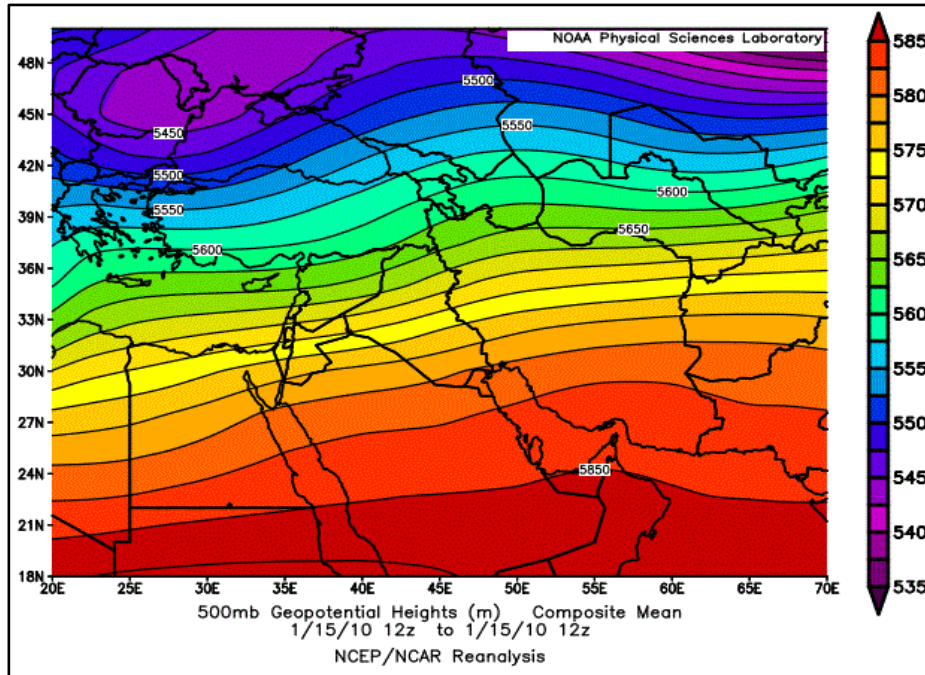 NOAA Physical Sciences Laboratory
48N
45N
42N
39N
36N
33N
30N
27N
24N
21N
18N
5500
5550
5450
5500
5600
5550
5650
5600
5850
20E 25E 30E 35E 40E 45E 50E 55E 60E 65E 70E
585
580
575
570
565
560
555
550
545
540
535
500mb Geopotential Heights (m) Composite Mean
1/15/10 12z to 1/15/10 12z
NCEP/NCAR Reanalysis